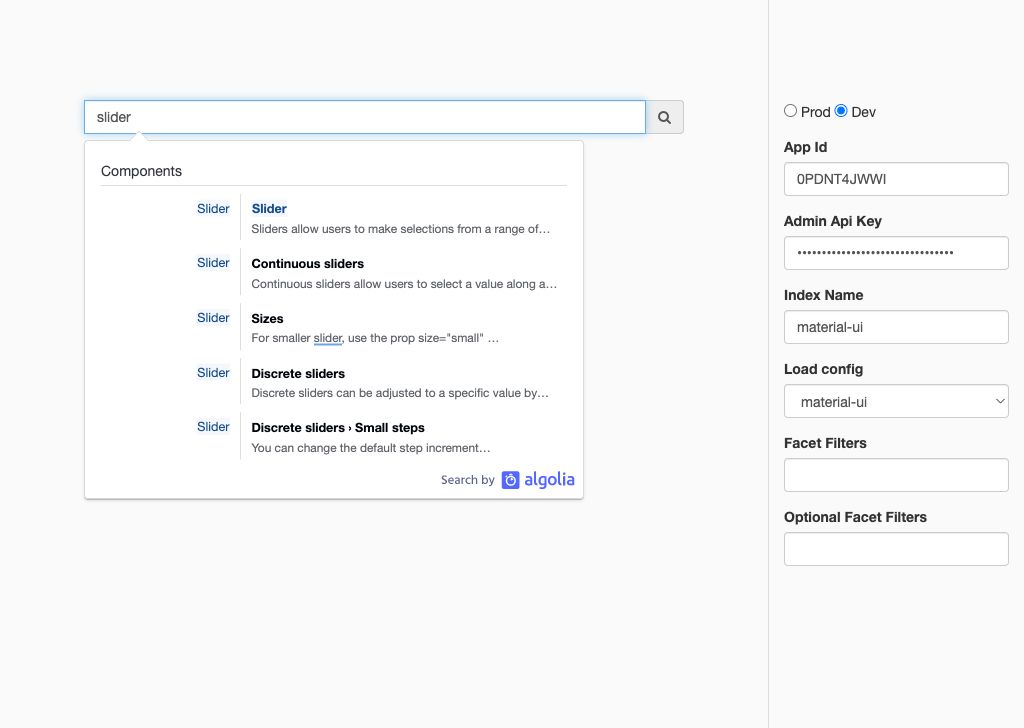 slider
Components
Slider
Slider
Sliders allow users to make selections from a range of…
Slider
Continuous sliders
Continuous sliders allow users to select a value along a…
Slider
Sizes
For smaller slider, use the prop size="small" …
Slider
Discrete sliders
Discrete sliders can be adjusted to a specific value by…
Slider
Discrete sliders › Small steps
You can change the default step increment…
Search by algolia
Prod Dev
App Id
0PDNT4JWWI
Admin Api Key
Index Name
material-ui
Load config
material-ui
Facet Filters
Optional Facet Filters